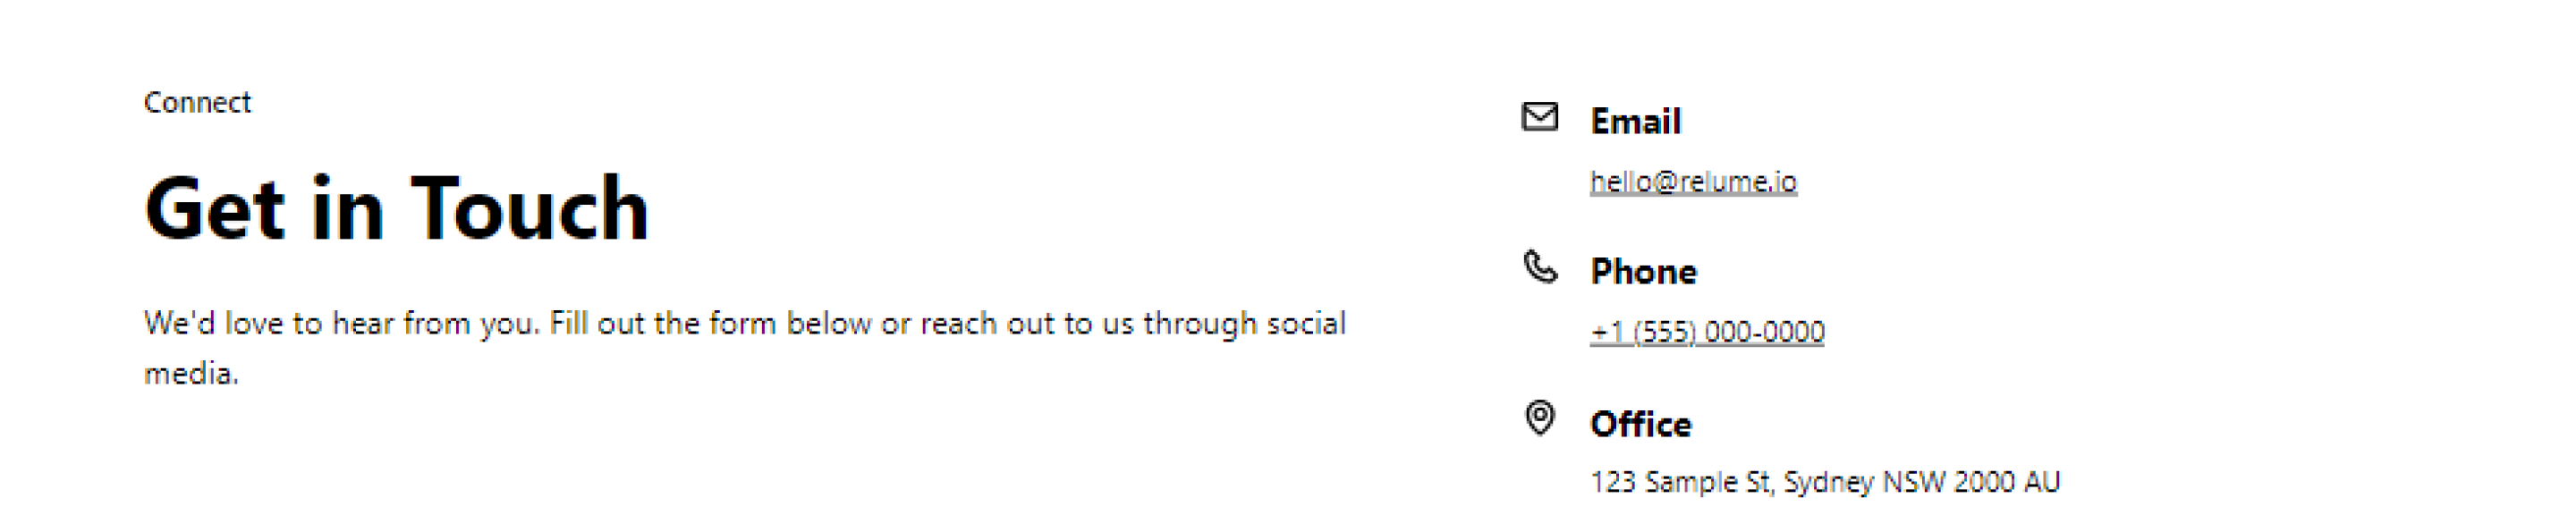 Connect
Get in Touch
We'd love to hear from you. Fill out the form below or reach out to us through social
media.
Email
hello@relume.io
Phone
+1 (555) 000-0000
Office
123 Sample St, Sydney NSW 2000 AU